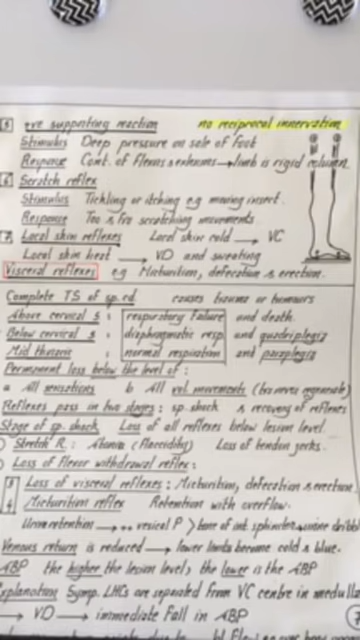 5 +ve supporting reaction no reciprocal innervation
Stimulus Deep pressure on sole of foot
Response Cont. of flexors & extensors → limb is rigid column
6 Scratch reflex
Stimulus Tickling or itching e.g moving insect.
Response To & fro scratching movements
7 Local skin reflexes Local skin cold → VC
Local skin heat → VD and sweating
Visceral reflexes e.g Micturition, defecation & erection.
Complete TS of sp. cd. causes trauma or tumours
Above cervical 5 : respiratory failure and death.
Below cervical 5 : diaphragmatic resp. and quadriplegia
Mid thoracic : normal respiration and paraplegia
Permanent loss below the level of :
a All sensations b All vol. movements
Reflexes pass in two stages : sp. shock & recovery of reflexes
Stage of sp. shock Loss of all reflexes below lesion level.
Stretch R. : Atonia (Flaccidity) Loss of tendon jerks.
Loss of flexor withdrawal reflex :
3 Loss of visceral reflexes : Micturition, defecation & erection
4 Micturition reflex Retention with overflow.
Urine retention → vesical P > tone of int. sphincter → urine dribbl
Venous return is reduced → lower limbs become cold & blue.
ABP the higher the lesion level, the lower is the ABP
Explanation Symp. LHCs are separated from VC centre in medulla
→ VD → immediate fall in ABP